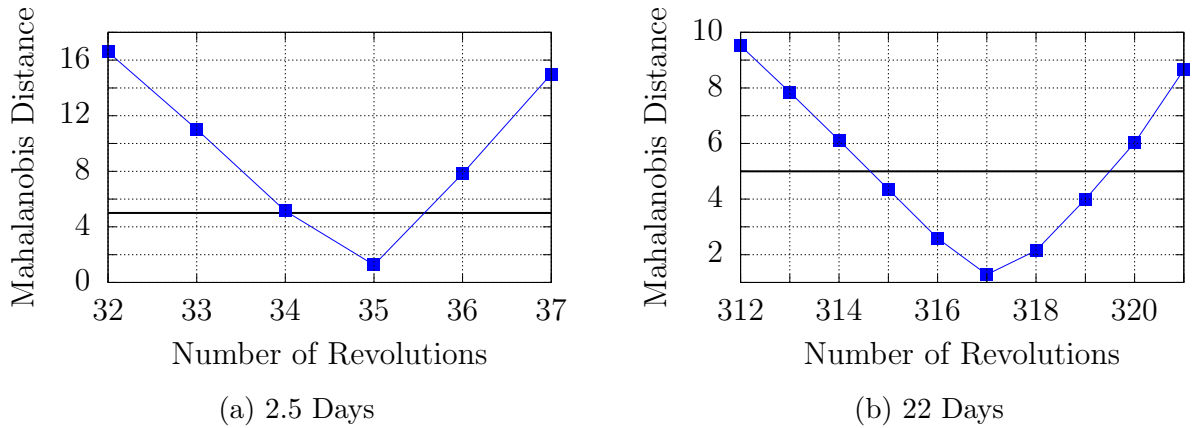 Mahalanobis Distance
16
12
8
4
0
32 33 34 35 36 37
Number of Revolutions
(a) 2.5 Days
Mahalanobis Distance
10
8
6
4
2
312 314 316 318 320
Number of Revolutions
(b) 22 Days